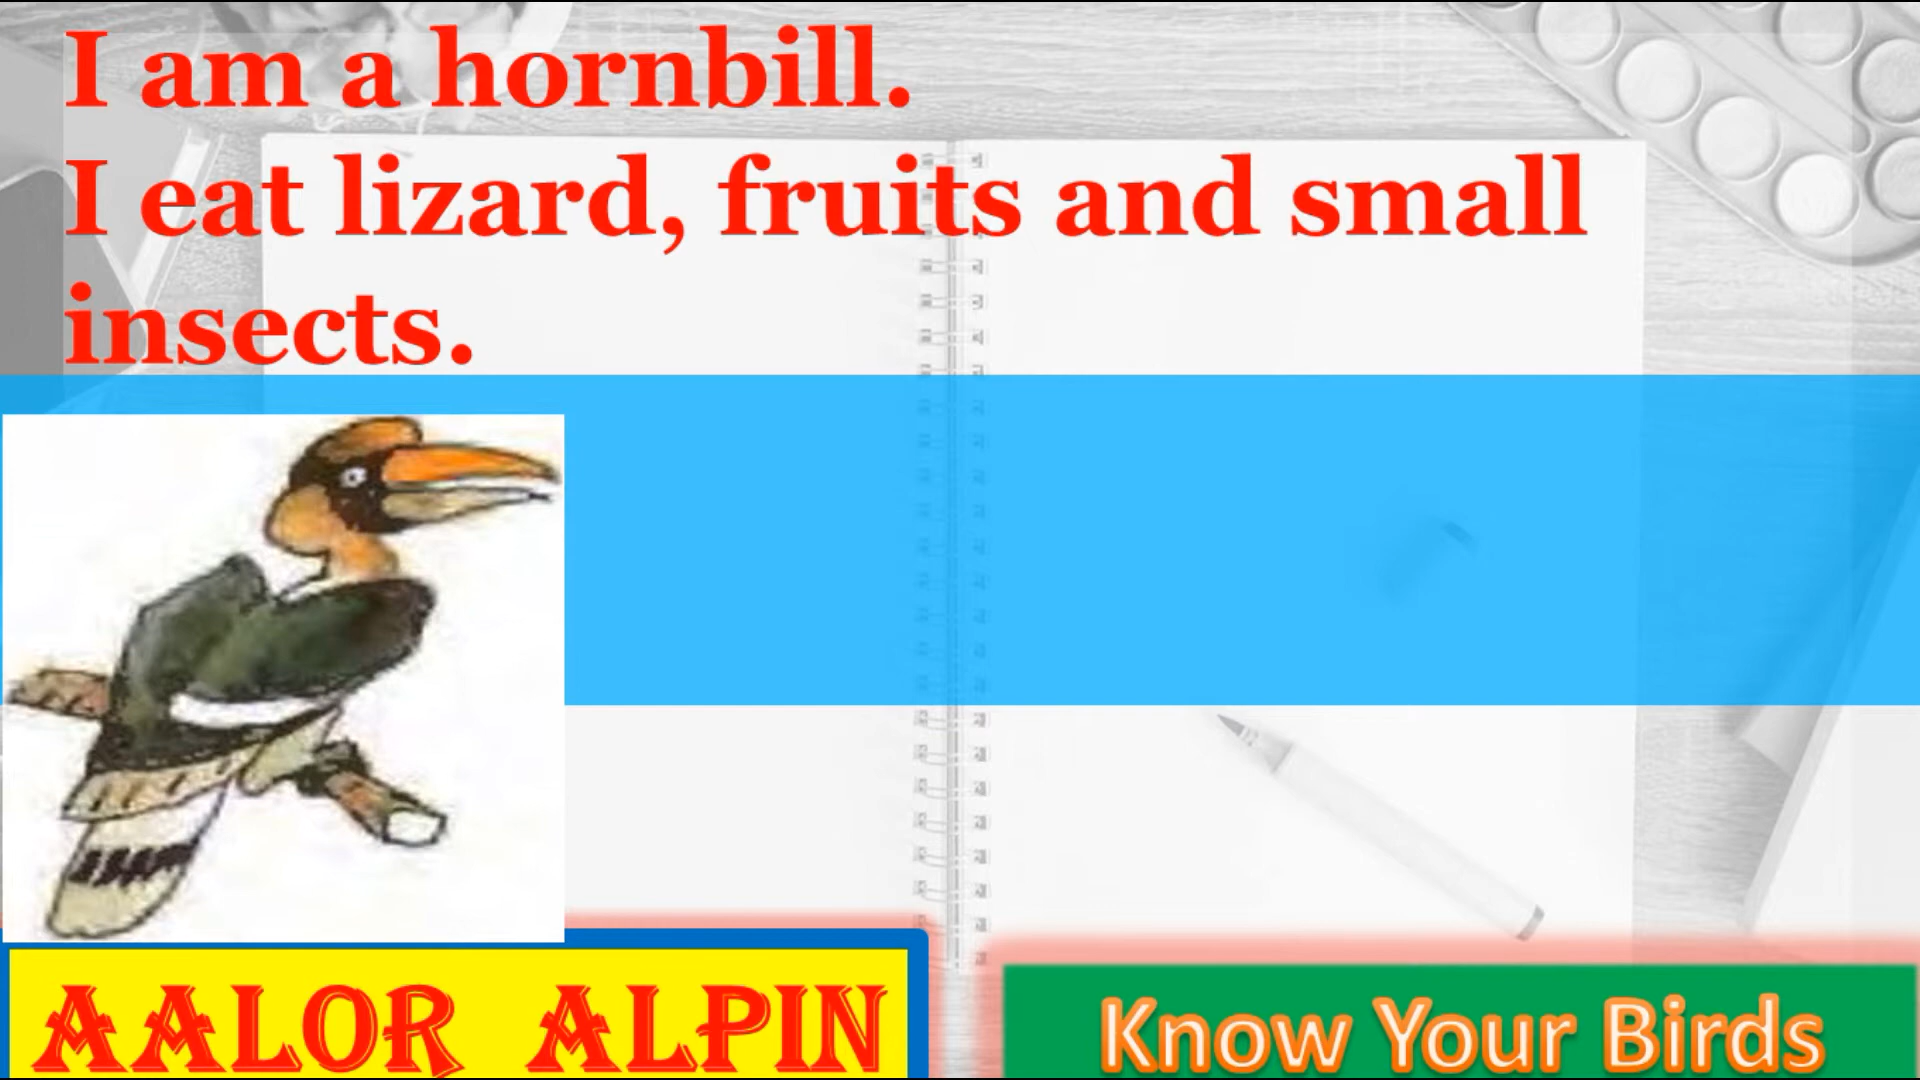 I am a hornbill.
I eat lizard, fruits and small
insects.
AALOR ALPIN
Know Your Birds